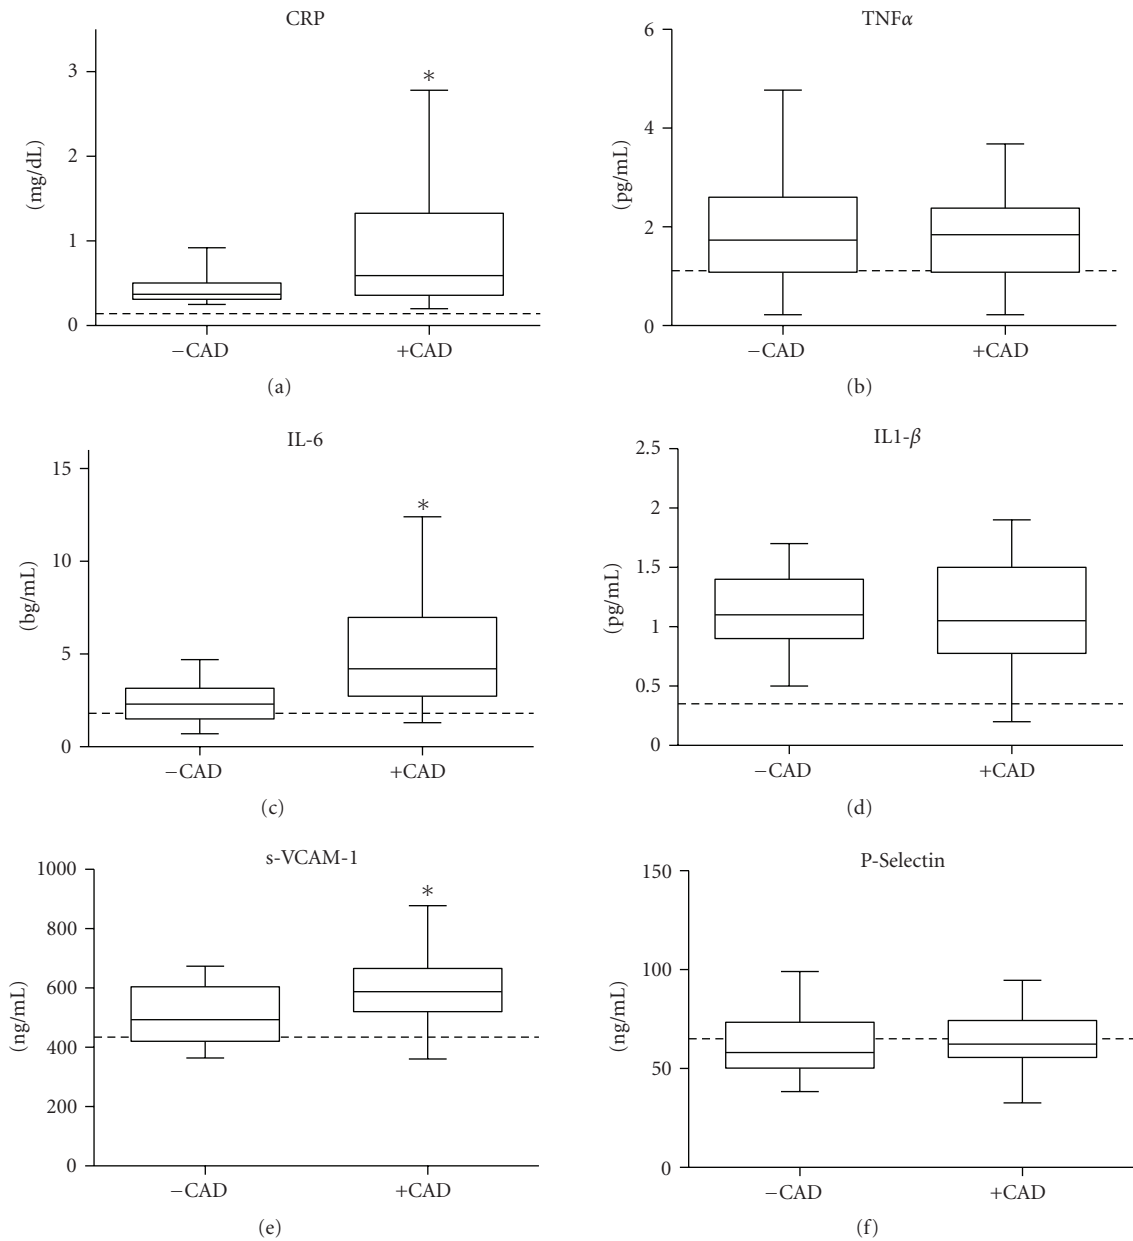 CRP
3
2
1
0
(mg/dL)
*
−CAD
+CAD
(a)
TNFα
6
4
2
0
(pg/mL)
−CAD
+CAD
(b)
IL-6
15
10
5
0
(bg/mL)
*
−CAD
+CAD
(c)
IL1-β
2.5
2
1.5
1
0.5
0
(pg/mL)
−CAD
+CAD
(d)
s-VCAM-1
1000
800
600
400
200
0
(ng/mL)
*
−CAD
+CAD
(e)
P-Selectin
150
100
50
0
(ng/mL)
−CAD
+CAD
(f)